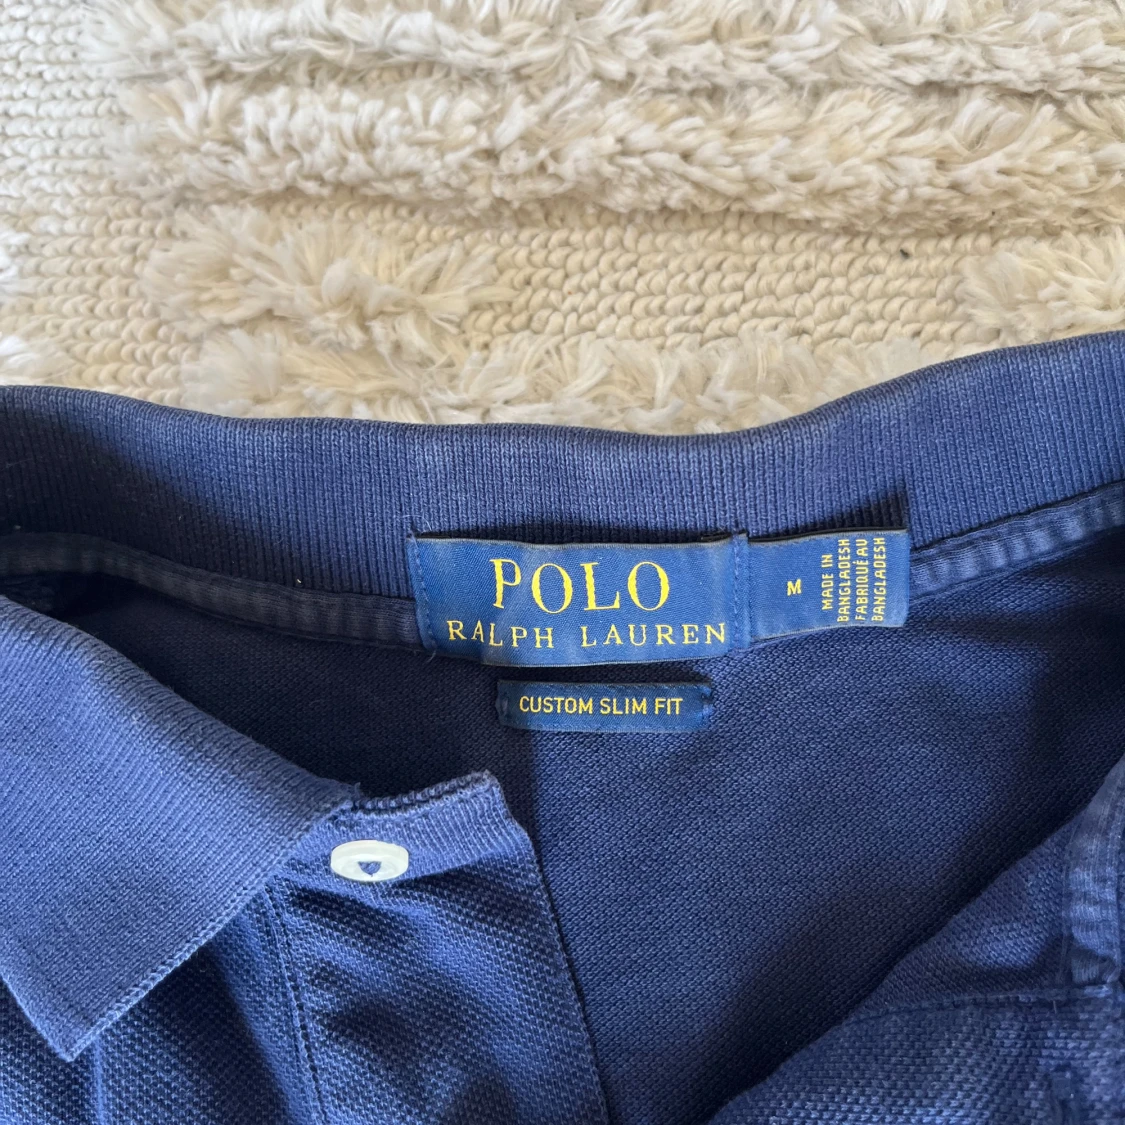 POLO
RALPH LAUREN
M
MADE IN
BANGLADESH
FABRIQUÉ AU
BANGLADESH
CUSTOM SLIM FIT